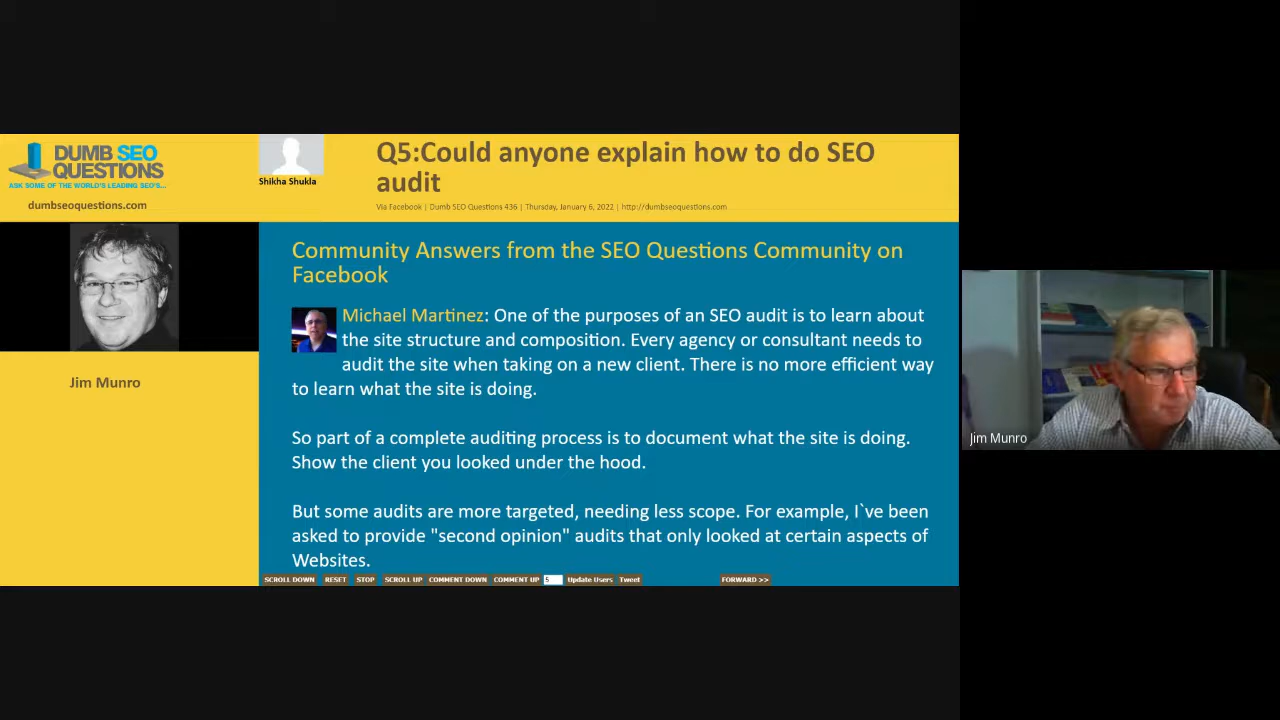 DUMB SEO
QUESTIONS
ASK SOME OF THE WORLD'S LEADING SEO'S...
dumbseoquestions.com
Shikha Shukla
Q5:Could anyone explain how to do SEO
audit
Via Facebook | Dumb SEO Questions 436 | Thursday, January 6, 2022 | http://dumbseoquestions.com
Jim Munro
Community Answers from the SEO Questions Community on
Facebook
Michael Martinez: One of the purposes of an SEO audit is to learn about
the site structure and composition. Every agency or consultant needs to
audit the site when taking on a new client. There is no more efficient way
to learn what the site is doing.
So part of a complete auditing process is to document what the site is doing.
Show the client you looked under the hood.
But some audits are more targeted, needing less scope. For example, I`ve been
asked to provide "second opinion" audits that only looked at certain aspects of
Websites.
SCROLL DOWN RESET STOP SCROLL UP COMMENT DOWN COMMENT UP 5 Update Users Tweet FORWARD >>
Jim Munro